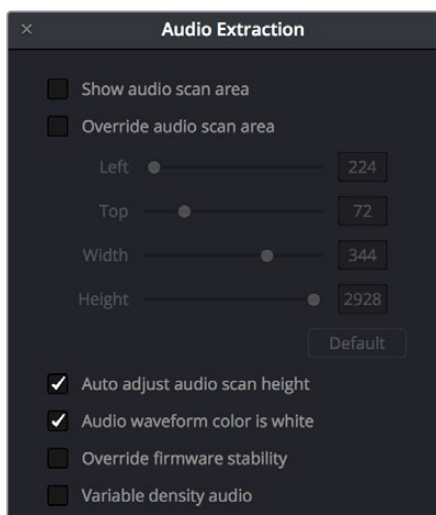 Audio Extraction
Show audio scan area
Override audio scan area
Left 224
Top 72
Width 344
Height 2928
Default
Auto adjust audio scan height
Audio waveform color is white
Override firmware stability
Variable density audio